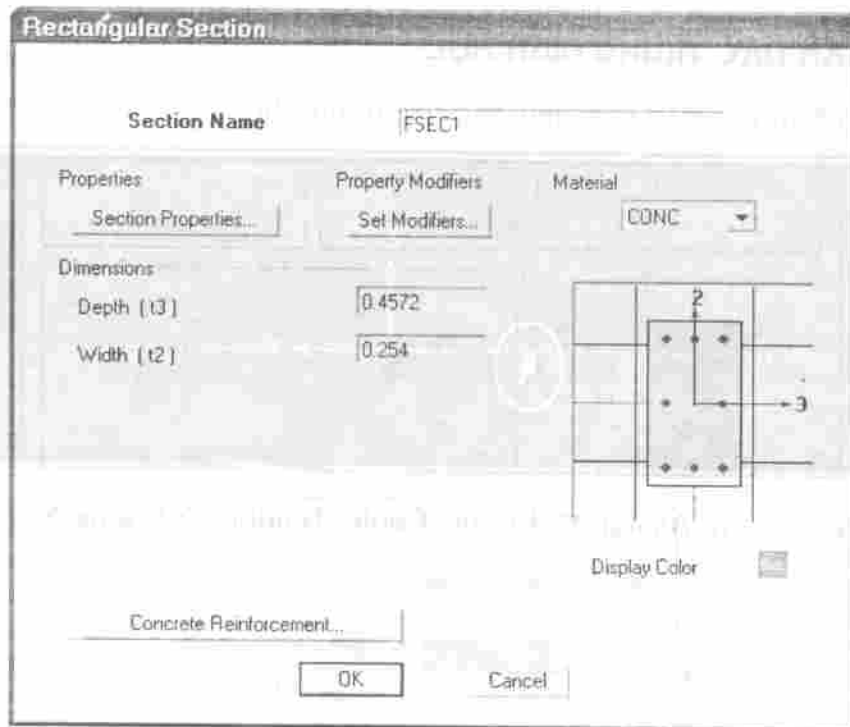 Rectangular Section
Section Name FSEC1
Properties Property Modifiers Material
Section Properties... Set Modifiers... CONC
Dimensions
Depth ( t3 ) 0.4572
Width ( t2 ) 0.254
2
3
Display Color
Concrete Reinforcement...
OK Cancel